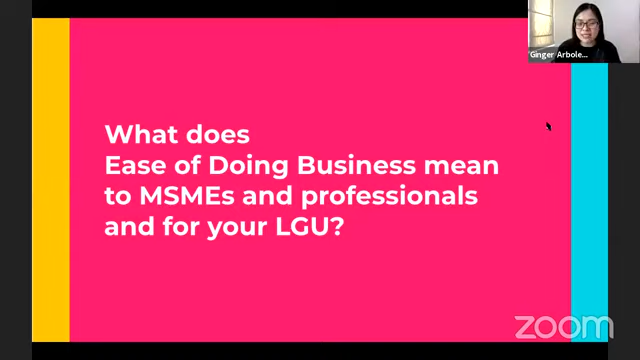 Ginger Arbole...
What does
Ease of Doing Business mean
to MSMEs and professionals
and for your LGU?
zoom